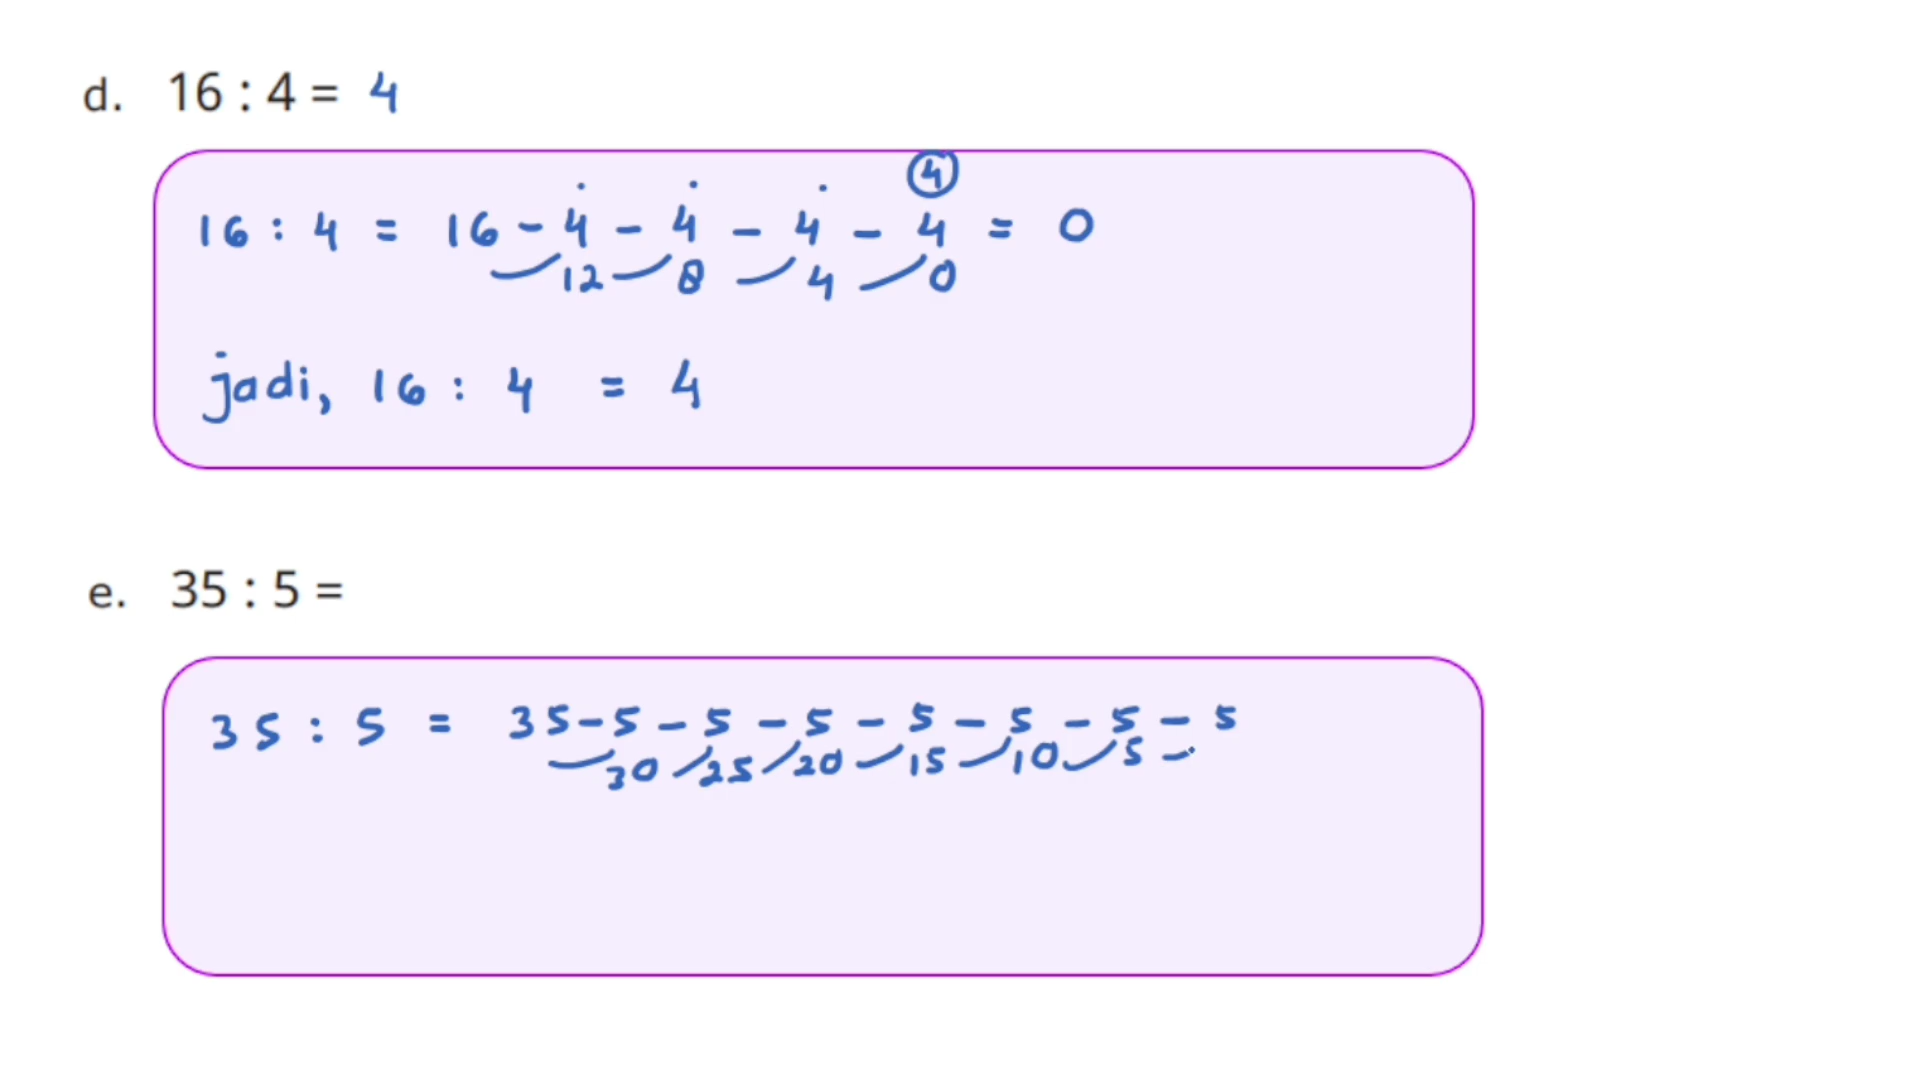 d. 16 : 4 = 4
4
16 : 4 = 16 - 4 - 4 - 4 - 4 = 0
12 8 4 0
jadi, 16 : 4 = 4
e. 35 : 5 =
35 : 5 = 35 - 5 - 5 - 5 - 5 - 5 - 5 - 5
30 25 20 15 10 5